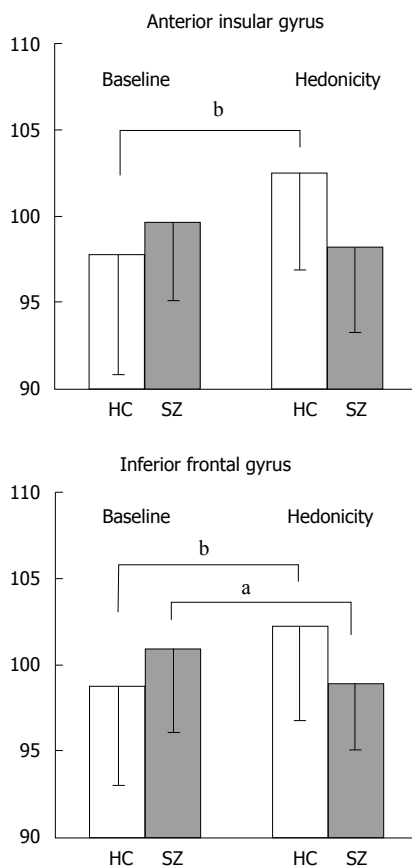 Anterior insular gyrus
110
Baseline Hedonicity
b
105
100
95
90
HC SZ HC SZ
Inferior frontal gyrus
110
Baseline Hedonicity
b
105
a
100
95
90
HC SZ HC SZ